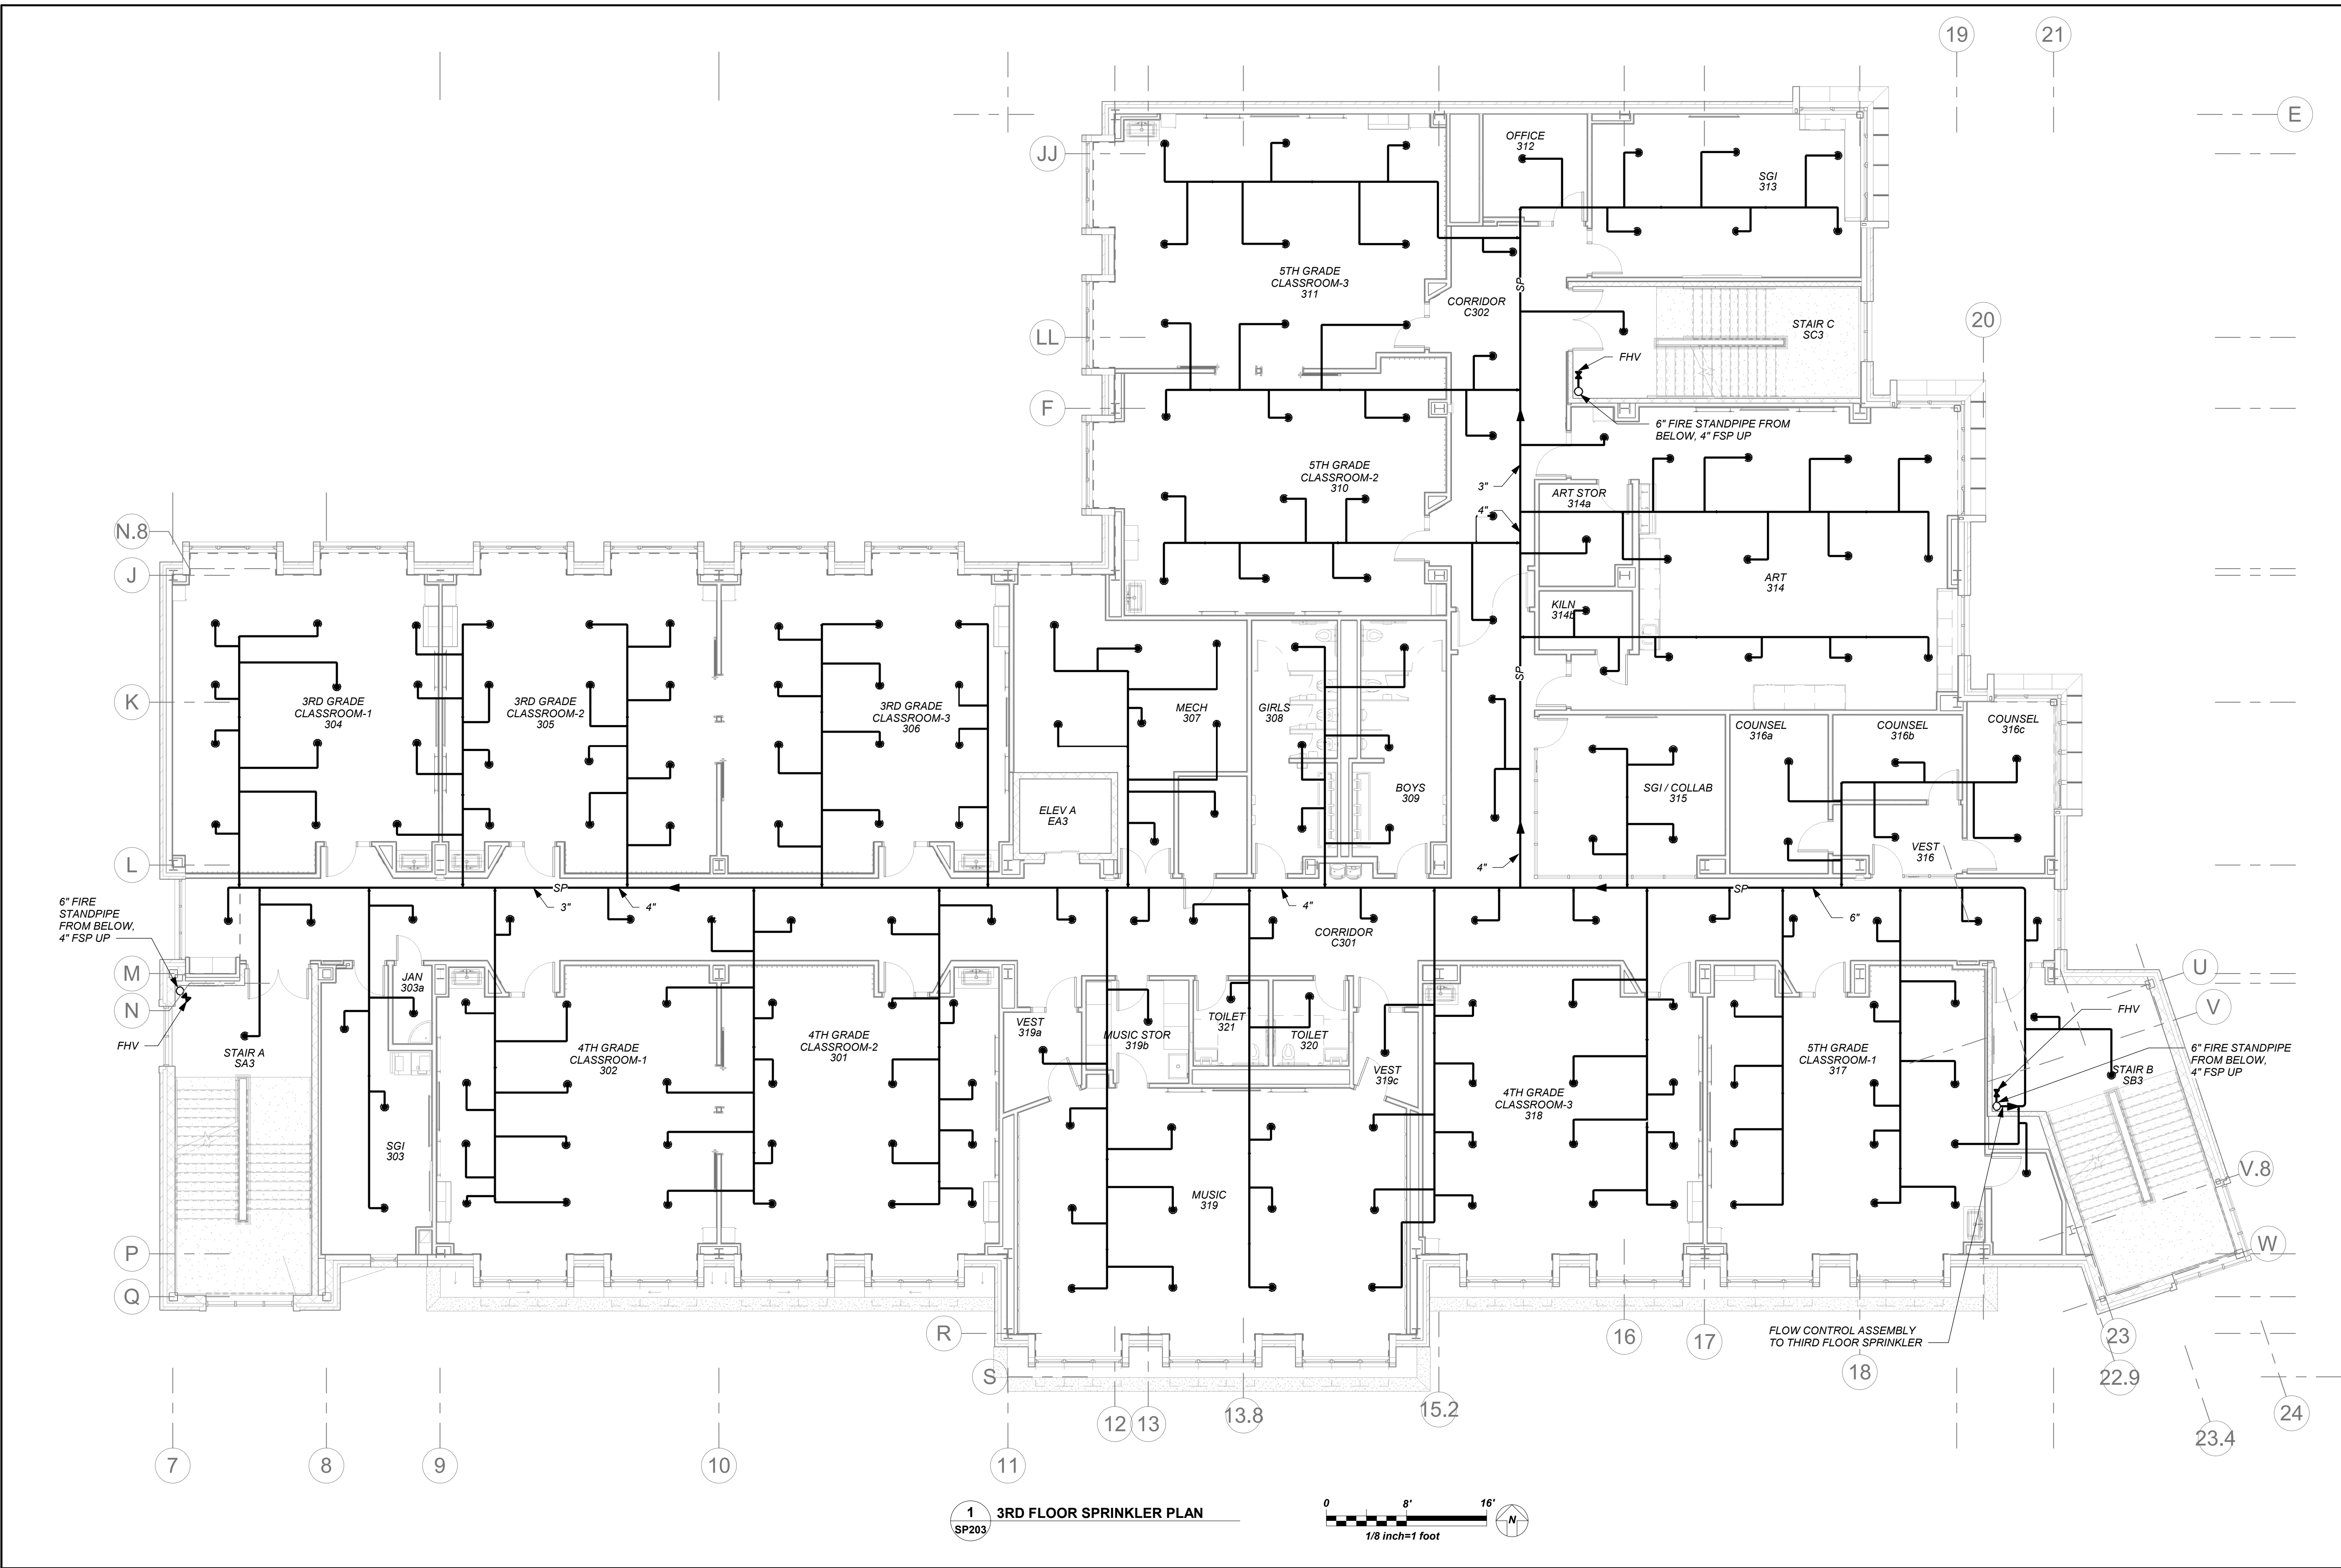 19
21
E
JJ
OFFICE
312
SGI
313
5TH GRADE
CLASSROOM-3
311
SP
CORRIDOR
C302
STAIR C
SC3
20
LL
FHV
F
6" FIRE STANDPIPE FROM
BELOW, 4" FSP UP
5TH GRADE
CLASSROOM-2
310
3"
ART STOR
314a
4"
N.8
J
ART
314
KILN
314b
SP
K
3RD GRADE
CLASSROOM-1
304
3RD GRADE
CLASSROOM-2
305
3RD GRADE
CLASSROOM-3
306
MECH
307
GIRLS
308
COUNSEL
316a
COUNSEL
316b
COUNSEL
316c
ELEV A
EA3
BOYS
309
SGI / COLLAB
315
VEST
316
L
4"
SP
3"
4"
4"
SP
6"
6" FIRE
STANDPIPE
FROM BELOW,
4" FSP UP
CORRIDOR
C301
M
JAN
303a
U
N
V
FHV
STAIR A
SA3
4TH GRADE
CLASSROOM-1
302
4TH GRADE
CLASSROOM-2
301
VEST
319a
MUSIC STOR
319b
TOILET
321
TOILET
320
VEST
319c
4TH GRADE
CLASSROOM-3
318
5TH GRADE
CLASSROOM-1
317
FHV
6" FIRE STANDPIPE
FROM BELOW,
4" FSP UP
STAIR B
SB3
SGI
303
MUSIC
319
V.8
P
W
Q
R
S
16
17
18
FLOW CONTROL ASSEMBLY
TO THIRD FLOOR SPRINKLER
23
22.9
24
23.4
12
13
13.8
15.2
7
8
9
10
11
1
SP203
3RD FLOOR SPRINKLER PLAN
0
8'
16'
1/8 inch=1 foot
N